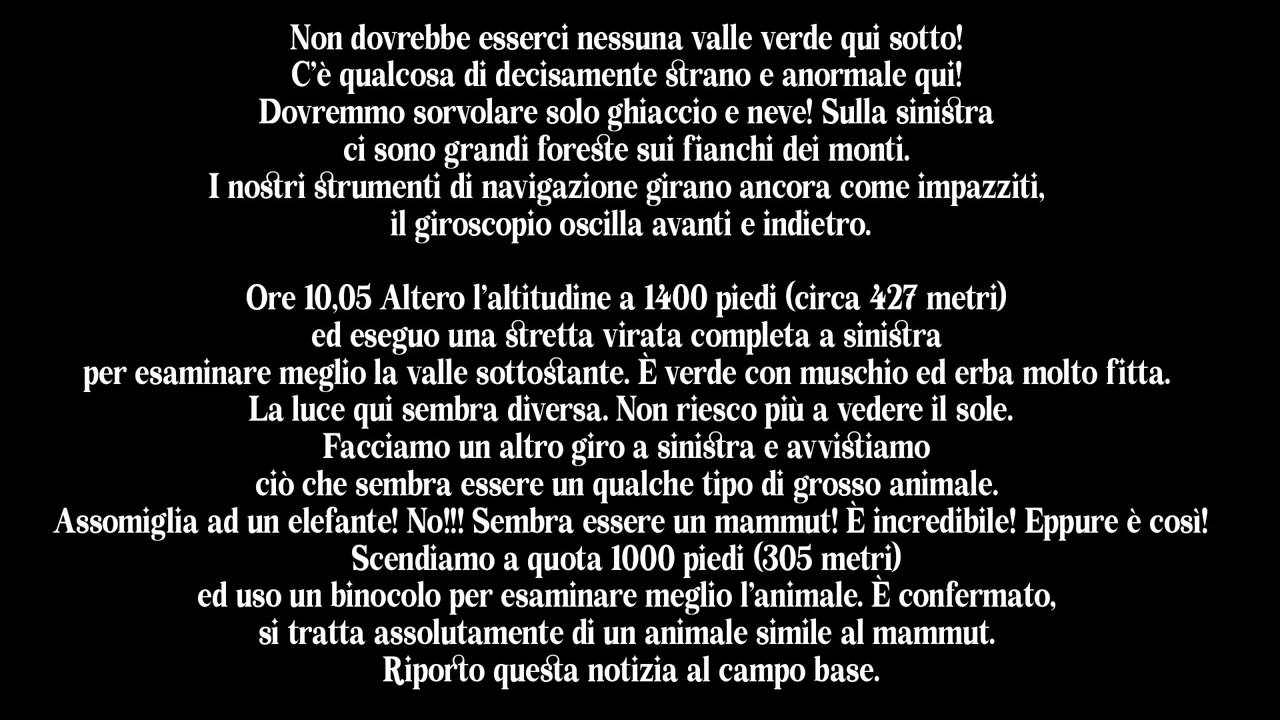 Non dovrebbe esserci nessuna valle verde qui sotto!
C'è qualcosa di decisamente strano e anormale qui!
Dovremmo sorvolare solo ghiaccio e neve! Sulla sinistra
ci sono grandi foreste sui fianchi dei monti.
I nostri strumenti di navigazione girano ancora come impazziti,
il giroscopio oscilla avanti e indietro.
Ore 10,05 Altero l'altitudine a 1400 piedi (circa 427 metri)
ed eseguo una stretta virata completa a sinistra
per esaminare meglio la valle sottostante. È verde con muschio ed erba molto fitta.
La luce qui sembra diversa. Non riesco più a vedere il sole.
Facciamo un altro giro a sinistra e avvistiamo
ciò che sembra essere un qualche tipo di grosso animale.
Assomiglia ad un elefante! No!!! Sembra essere un mammut! È incredibile! Eppure è così!
Scendiamo a quota 1000 piedi (305 metri)
ed uso un binocolo per esaminare meglio l'animale. È confermato,
si tratta assolutamente di un animale simile al mammut.
Riporto questa notizia al campo base.